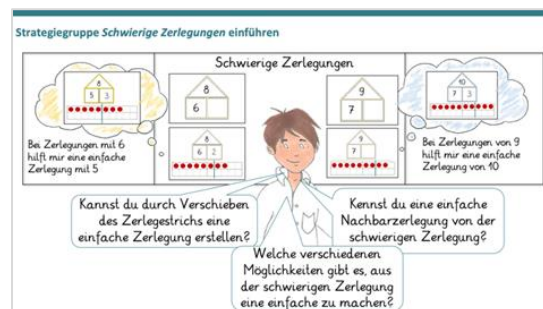 Strategiegruppe Schwierige Zerlegungen einführen
Schwierige Zerlegungen
8
5 3
Bei Zerlegungen mit 6
hilft mir eine einfache
Zerlegung mit 5
8
6
8
6 2
9
7
9
7
10
7 3
Bei Zerlegungen von 9
hilft mir eine einfache
Zerlegung von 10
Kannst du durch Verschieben
des Zerlegestrichs eine
einfache Zerlegung erstellen?
Kennst du eine einfache
Nachbarzerlegung von der
schwierigen Zerlegung?
Welche verschiedenen
Möglichkeiten gibt es, aus
der schwierigen Zerlegung
eine einfache zu machen?